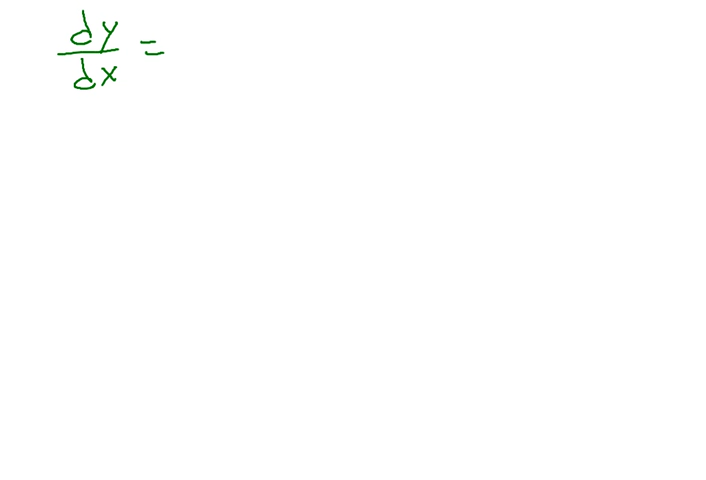 dy/dx =